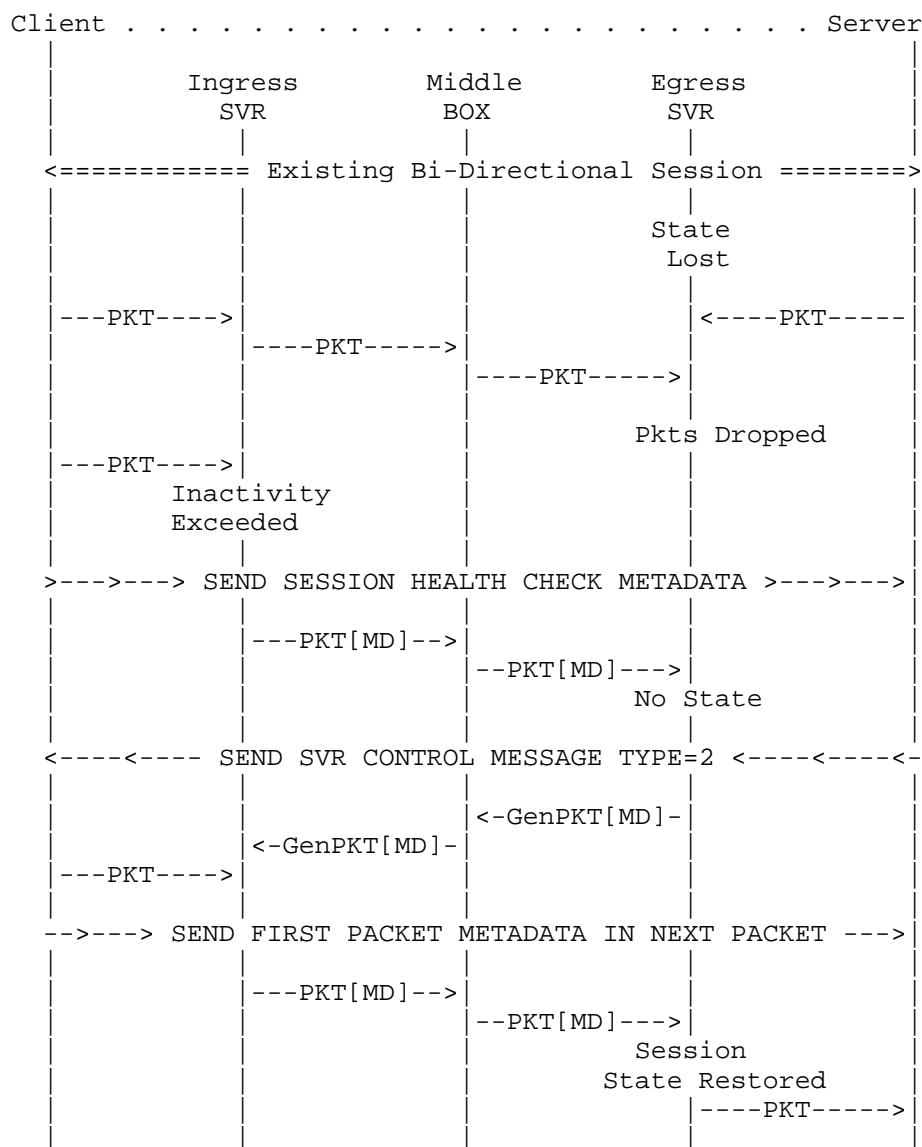 Client . . . . . . . . . . . . . . . . . . . . . . Server
  |                                                     |
  |        Ingress        Middle        Egress          |
  |          SVR            BOX           SVR           |
  |           |             |             |             |
  <============ Existing Bi-Directional Session ========>
  |           |             |             |             |
  |           |             |           State           |
  |           |             |            Lost           |
  |           |             |             |             |
  |---PKT---->|             |             |<----PKT-----|
  |           |----PKT----->|             |             |
  |           |             |----PKT----->|             |
  |           |             |             |             |
  |           |             |          Pkts Dropped     |
  |---PKT---->|             |             |             |
  |       Inactivity        |             |             |
  |       Exceeded          |             |             |
  |           |             |             |             |
  >--->---> SEND SESSION HEALTH CHECK METADATA >--->--->|
  |           |             |             |             |
  |           |---PKT[MD]-->|             |             |
  |           |             |--PKT[MD]--->|             |
  |           |             |          No State         |
  |           |             |             |             |
  <----<---- SEND SVR CONTROL MESSAGE TYPE=2 <----<----<-
  |           |             |             |             |
  |           |             |<-GenPKT[MD]-|             |
  |           |<-GenPKT[MD]-|             |             |
  |---PKT---->|             |             |             |
  |           |             |             |             |
  -->---> SEND FIRST PACKET METADATA IN NEXT PACKET --->|
  |           |             |             |             |
  |           |---PKT[MD]-->|             |             |
  |           |             |--PKT[MD]--->|             |
  |           |             |          Session          |
  |           |             |        State Restored     |
  |           |             |             |----PKT----->|
  |           |             |             |             |